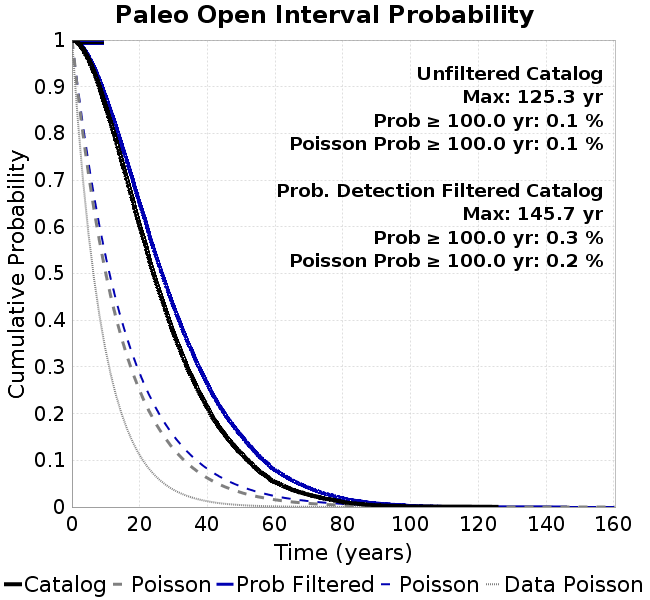 Paleo Open Interval Probability
Unfiltered Catalog
Max: 125.3 yr
Prob ≥ 100.0 yr: 0.1 %
Poisson Prob ≥ 100.0 yr: 0.1 %
Prob. Detection Filtered Catalog
Max: 145.7 yr
Prob ≥ 100.0 yr: 0.3 %
Poisson Prob ≥ 100.0 yr: 0.2 %
Cumulative Probability
1
0.9
0.8
0.7
0.6
0.5
0.4
0.3
0.2
0.1
0
0 20 40 60 80 100 120 140 160
Time (years)
Catalog Poisson Prob Filtered Poisson Data Poisson